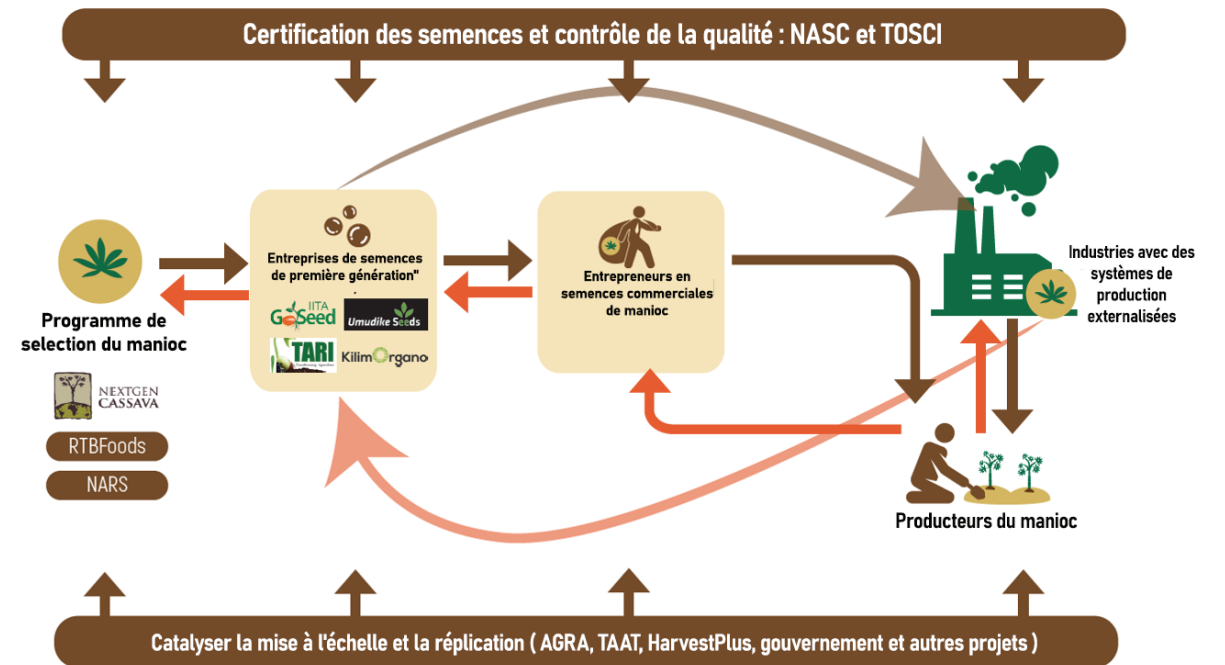 Certification des semences et contrôle de la qualité : NASC et TOSCI
Entreprises de semences
de première génération"
IITA
GoSeed
Umudike Seeds
TARI
KilimOrgano
Entrepreneurs en
semences commerciales
de manioc
Industries avec des
systèmes de
production
externalisées
Programme de
selection du manioc
NEXTGEN
CASSAVA
RTBFoods
NARS
Producteurs du manioc
Catalyser la mise à l'échelle et la réplication ( AGRA, TAAT, HarvestPlus, gouvernement et autres projets )